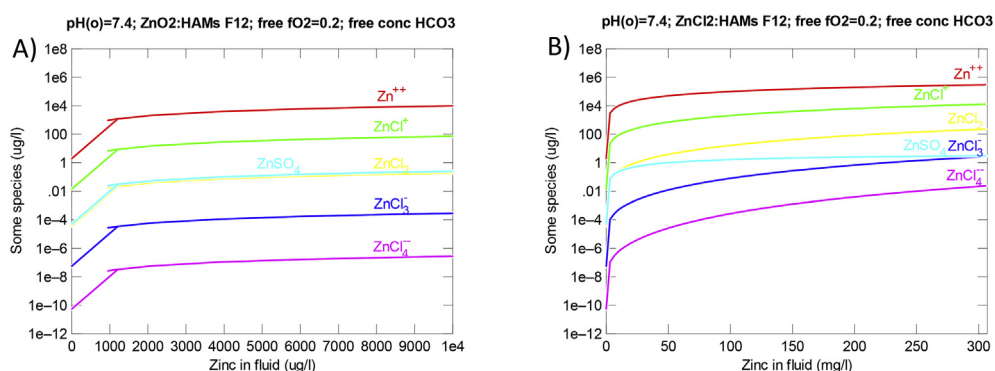 pH(o)=7.4; ZnO2:HAMs F12; free fO2=0.2; free conc HCO3
A)
1e8
1e6
1e4
100
1
.01
1e–4
1e–6
1e–8
1e–10
1e–12
Some species (ug/l)
Zn++
ZnCl+
ZnSO4 ZnCl2
ZnCl3-
ZnCl4--
0 1000 2000 3000 4000 5000 6000 7000 8000 9000 1e4
Zinc in fluid (ug/l)
pH(o)=7.4; ZnCl2:HAMs F12; free fO2=0.2; free conc HCO3
B)
1e8
1e6
1e4
100
1
.01
1e–4
1e–6
1e–8
1e–10
1e–12
Some species (ug/l)
Zn++
ZnCl+
ZnCl2
ZnSO4 ZnCl3-
ZnCl4--
0 50 100 150 200 250 300
Zinc in fluid (mg/l)